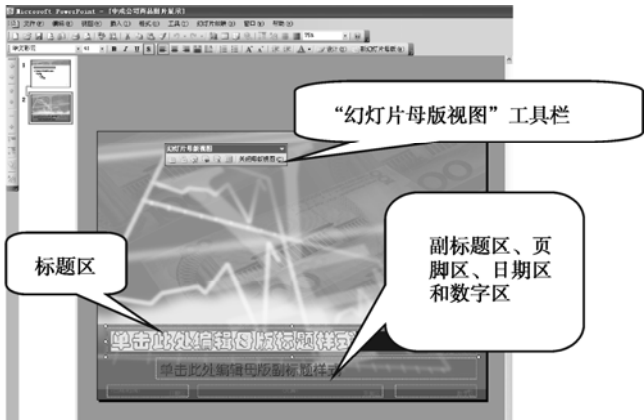 Microsoft PowerPoint - [中成公司商品图片展示]
文件(F) 编辑(E) 视图(V) 插入(I) 格式(O) 工具(T) 幻灯片放映(D) 窗口(W) 帮助(H)
75%
1
2
“幻灯片母版视图”工具栏
幻灯片母版视图
关闭母版视图(C)
标题区
副标题区、页
脚区、日期区
和数字区
单击此处编辑母版标题样式
单击此处编辑母版副标题样式